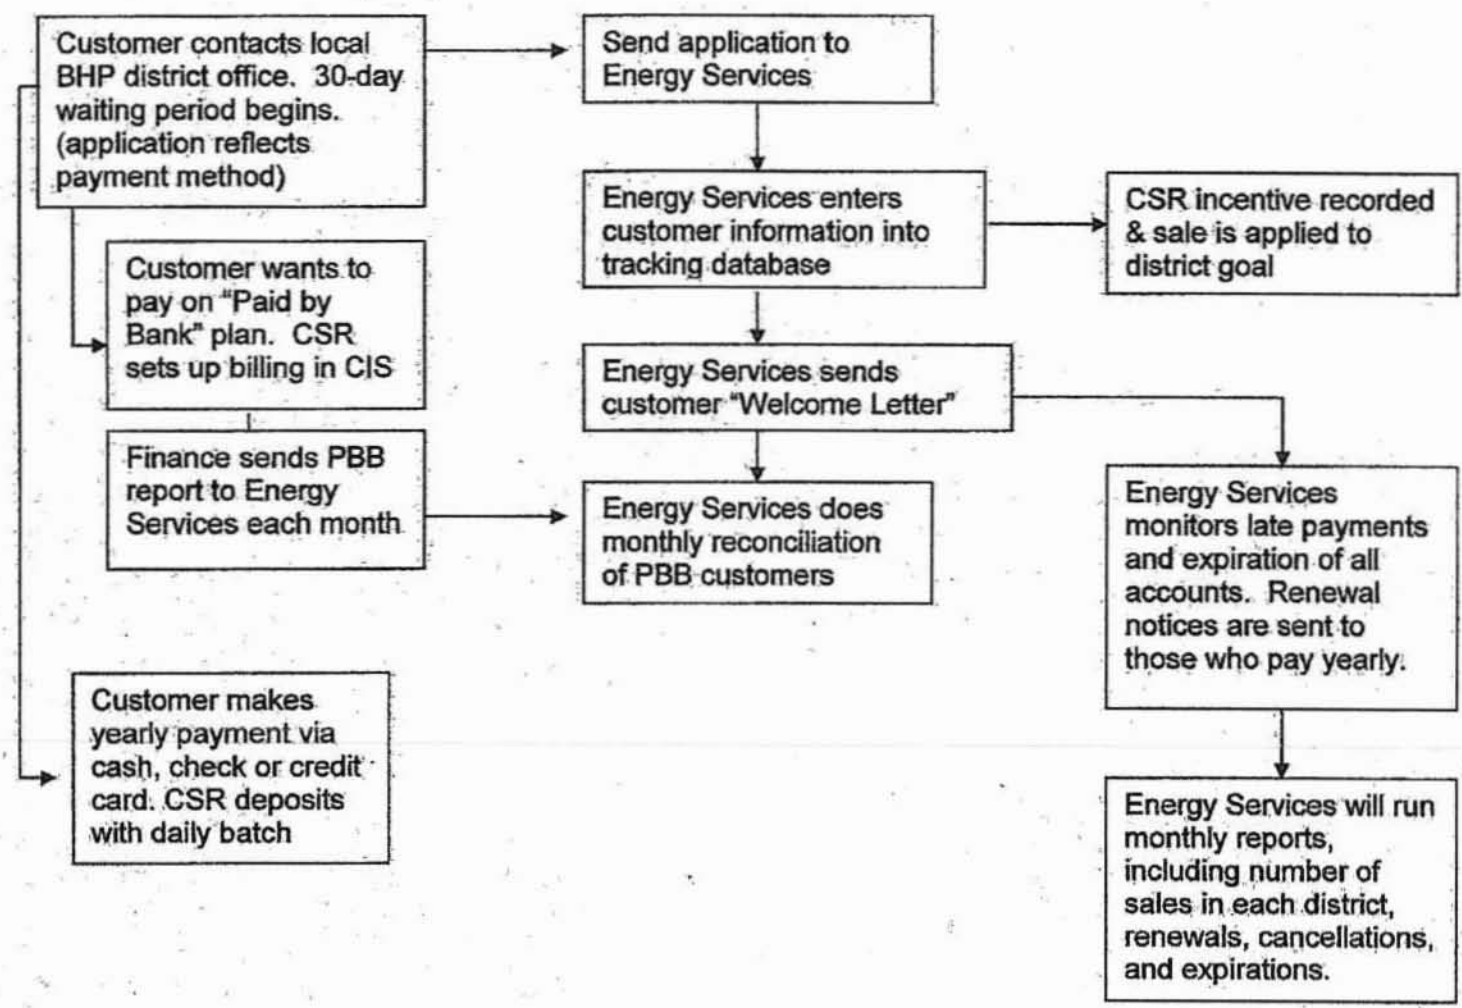 Customer contacts local
BHP district office. 30-day
waiting period begins.
(application reflects
payment method)
Send application to
Energy Services
Energy Services enters
customer information into
tracking database
CSR incentive recorded
& sale is applied to
district goal
Customer wants to
pay on "Paid by
Bank" plan. CSR
sets up billing in CIS
Energy Services sends
customer "Welcome Letter"
Finance sends PBB
report to Energy
Services each month
Energy Services does
monthly reconciliation
of PBB customers
Energy Services
monitors late payments
and expiration of all
accounts. Renewal
notices are sent to
those who pay yearly.
Customer makes
yearly payment via
cash, check or credit
card. CSR deposits
with daily batch
Energy Services will run
monthly reports,
including number of
sales in each district,
renewals, cancellations,
and expirations.